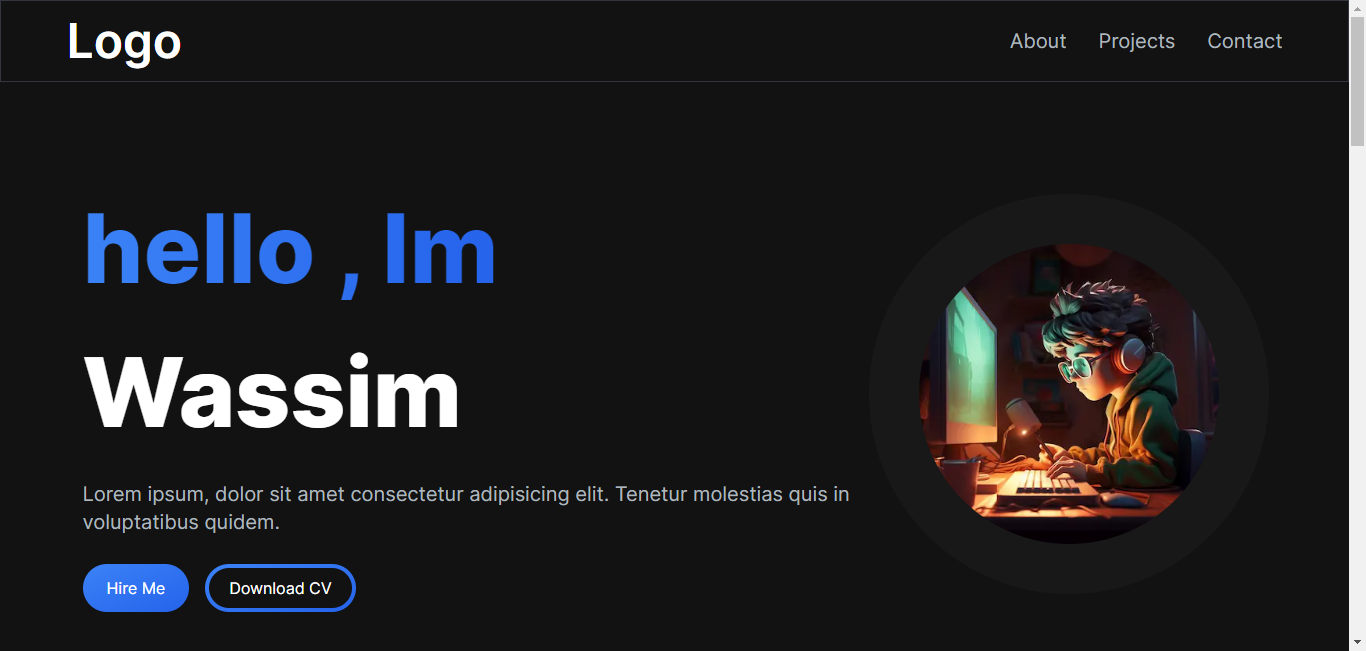 Logo
About Projects Contact
hello , Im
Wassim
Lorem ipsum, dolor sit amet consectetur adipisicing elit. Tenetur molestias quis in
voluptatibus quidem.
Hire Me Download CV